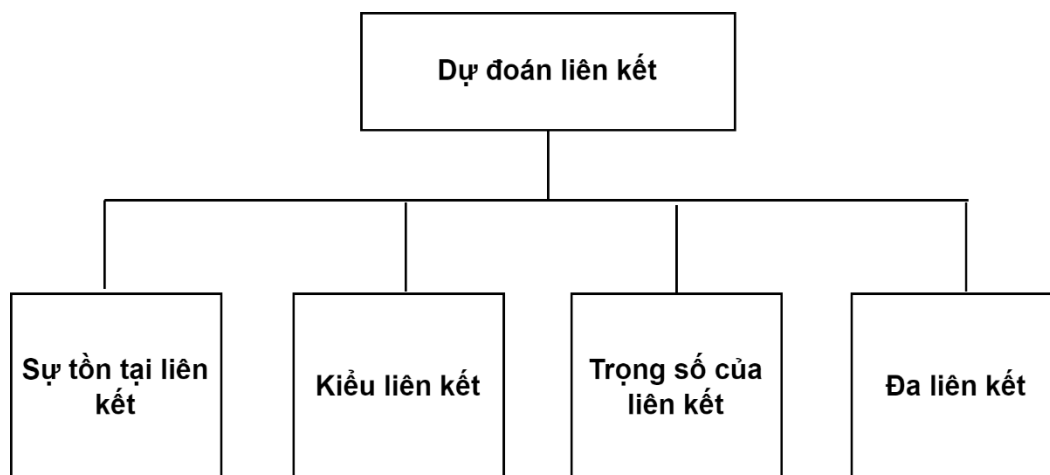 Dự đoán liên kết
Sự tồn tại liên
kết
Kiểu liên kết
Trọng số của
liên kết
Đa liên kết